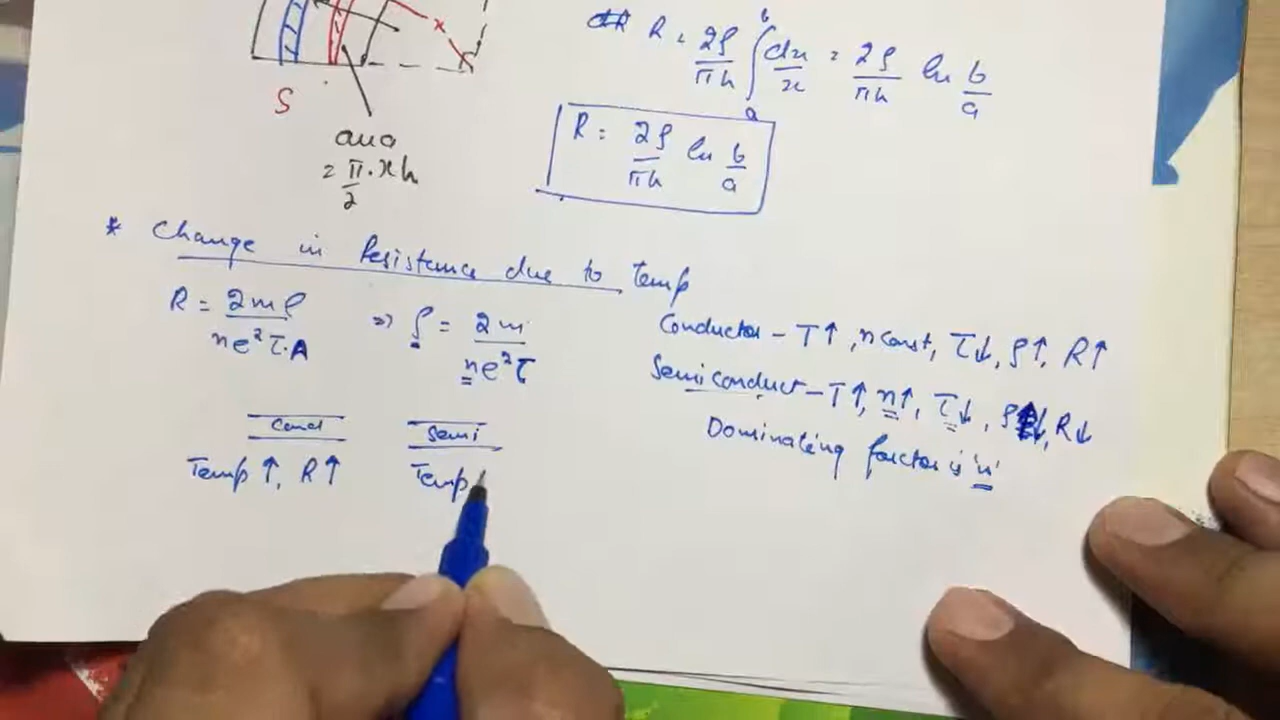 R = 2ρ/πh ∫_a^b dx/x = 2ρ/πh ln b/a
x
S
area
= π/2 · xh
R = 2ρ/πh ln b/a
* Change in Resistance due to temp
R = 2ml/ne²τ.A ⇒ ρ = 2m/ne²τ
Conductor - T↑, n const, τ↓, ρ↑, R↑
Semiconduct - T↑, n↑, τ↓, ρ↓, R↓
Dominating factor is 'n'
Cond Semi
Temp ↑, R ↑ Temp